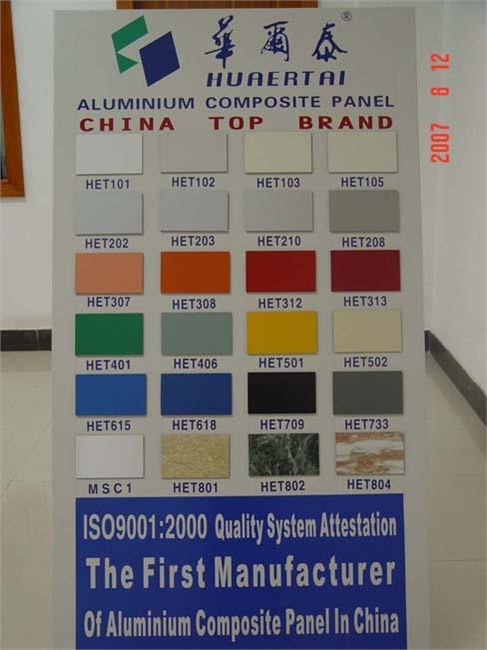 華爾泰®
HUAERTAI
ALUMINIUM COMPOSITE PANEL
CHINA TOP BRAND
HET101 HET102 HET103 HET105
HET202 HET203 HET210 HET208
HET307 HET308 HET312 HET313
HET401 HET406 HET501 HET502
HET615 HET618 HET709 HET733
MSC1 HET801 HET802 HET804
ISO9001:2000 Quality System Attestation
The First Manufacturer
Of Aluminium Composite Panel In China
2007 8 12